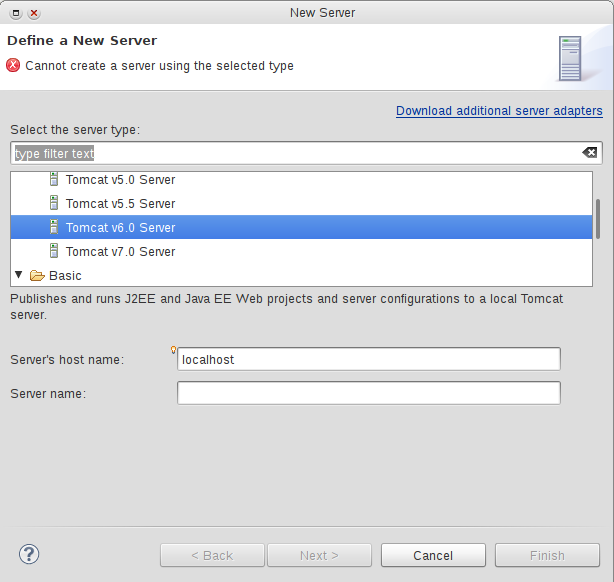 New Server
Define a New Server
Cannot create a server using the selected type
Download additional server adapters
Select the server type:
type filter text
Tomcat v5.0 Server
Tomcat v5.5 Server
Tomcat v6.0 Server
Tomcat v7.0 Server
Basic
Publishes and runs J2EE and Java EE Web projects and server configurations to a local Tomcat
server.
Server's host name:
localhost
Server name:
?
< Back
Next >
Cancel
Finish